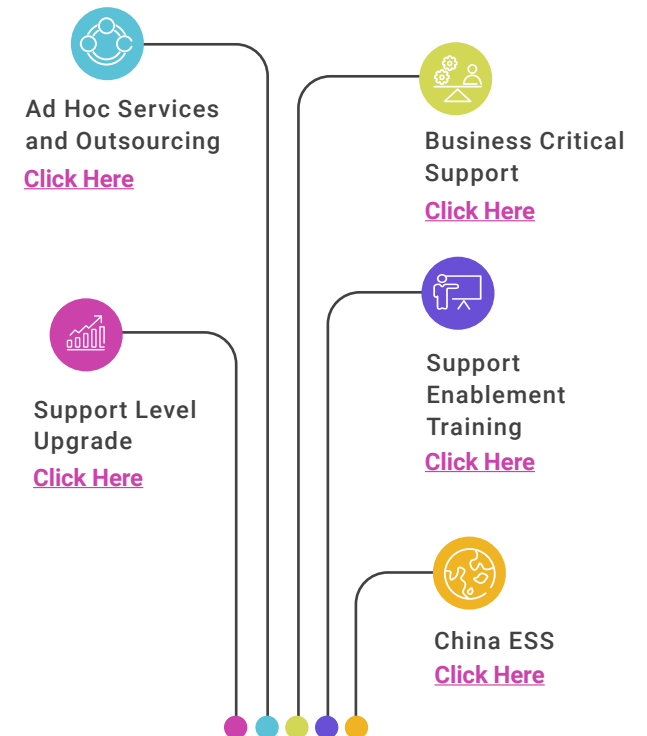 Ad Hoc Services
and Outsourcing
Click Here
Business Critical
Support
Click Here
Support Level
Upgrade
Click Here
Support
Enablement
Training
Click Here
China ESS
Click Here